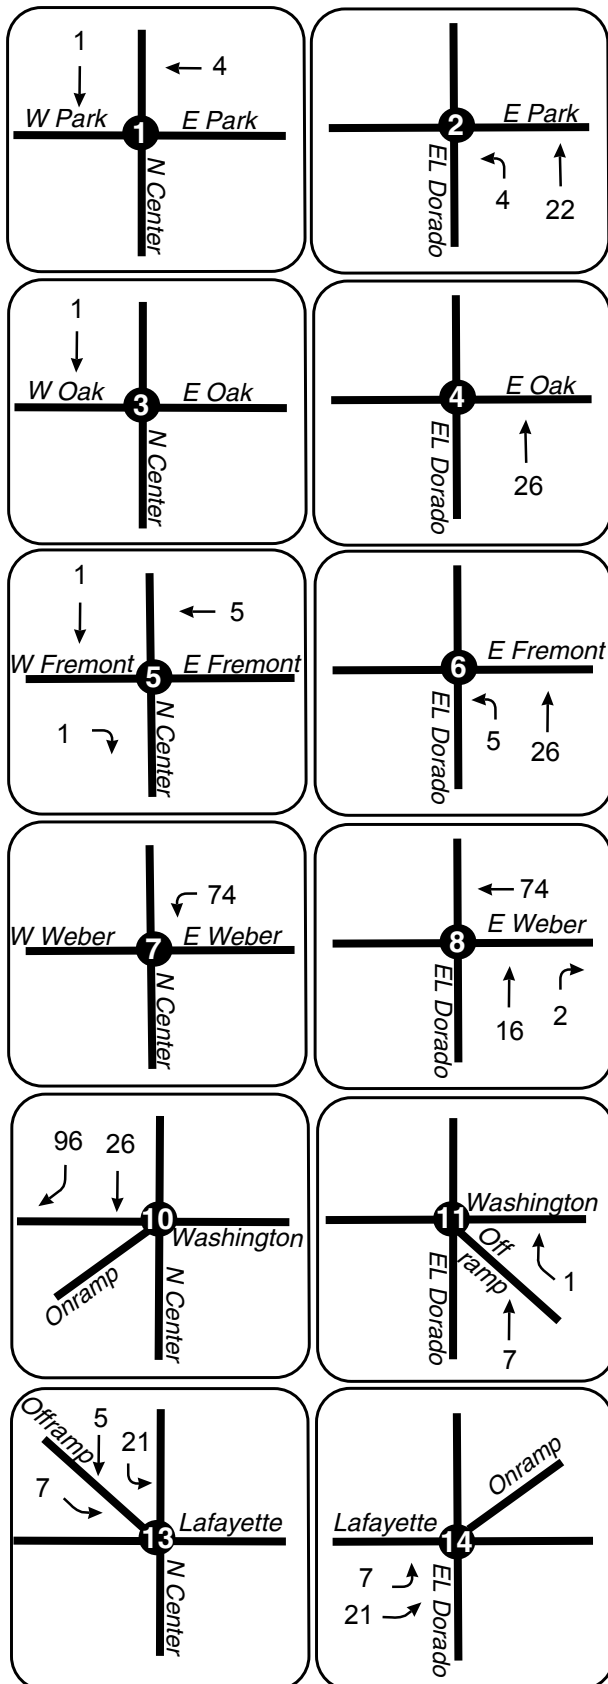 1
4
W Park
1
E Park
N Center
2
E Park
EL Dorado
4
22
1
W Oak
3
E Oak
N Center
4
E Oak
EL Dorado
26
1
5
W Fremont
5
E Fremont
1
N Center
6
E Fremont
EL Dorado
5
26
74
W Weber
7
E Weber
N Center
74
8
E Weber
EL Dorado
16
2
96
26
10
Washington
Onramp
N Center
11
Washington
Off
ramp
EL Dorado
1
7
Offramp
5
21
7
13
Lafayette
N Center
Onramp
Lafayette
14
7
21
EL Dorado